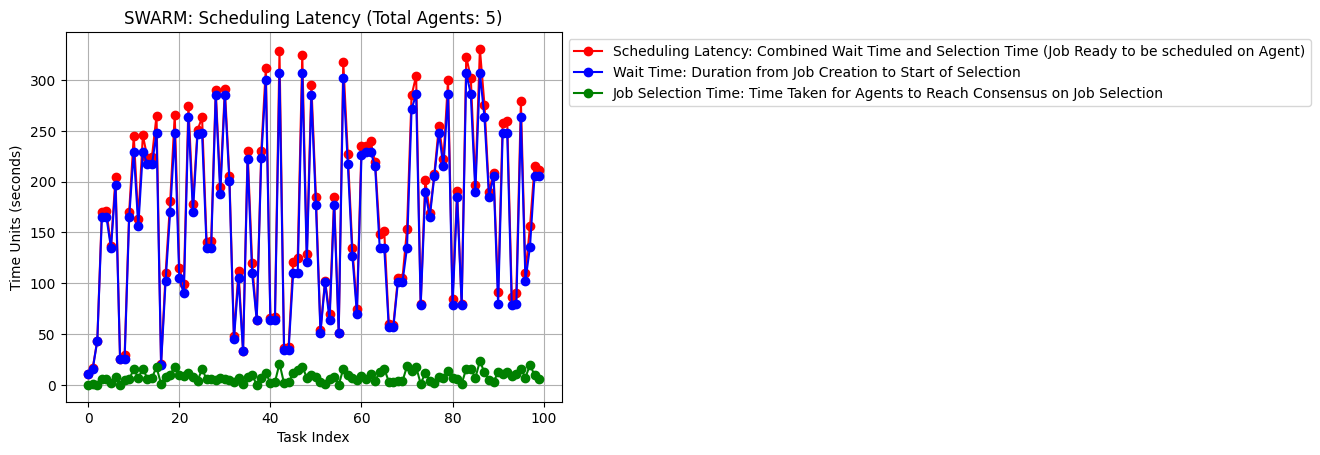 SWARM: Scheduling Latency (Total Agents: 5)
Scheduling Latency: Combined Wait Time and Selection Time (Job Ready to be scheduled on Agent)
Wait Time: Duration from Job Creation to Start of Selection
Job Selection Time: Time Taken for Agents to Reach Consensus on Job Selection
Time Units (seconds)
300
250
200
150
100
50
0
0 20 40 60 80 100
Task Index